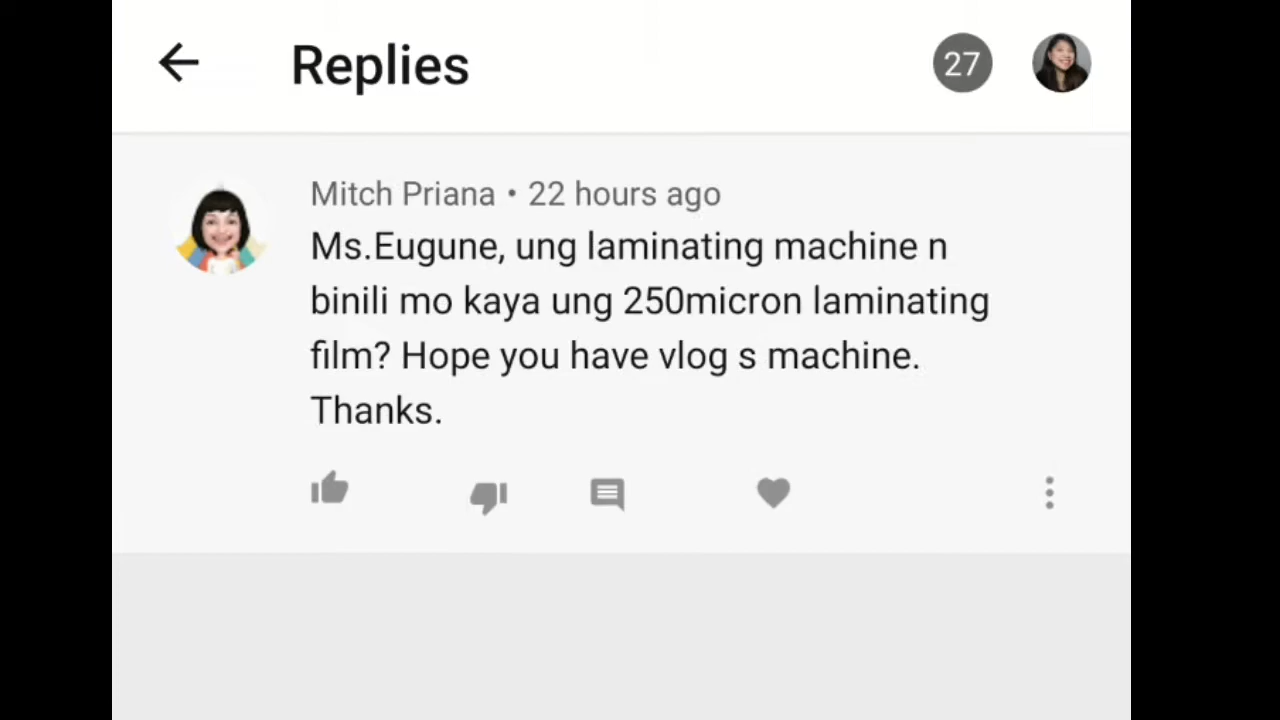 Replies
27
Mitch Priana • 22 hours ago
Ms.Eugune, ung laminating machine n
binili mo kaya ung 250micron laminating
film? Hope you have vlog s machine.
Thanks.